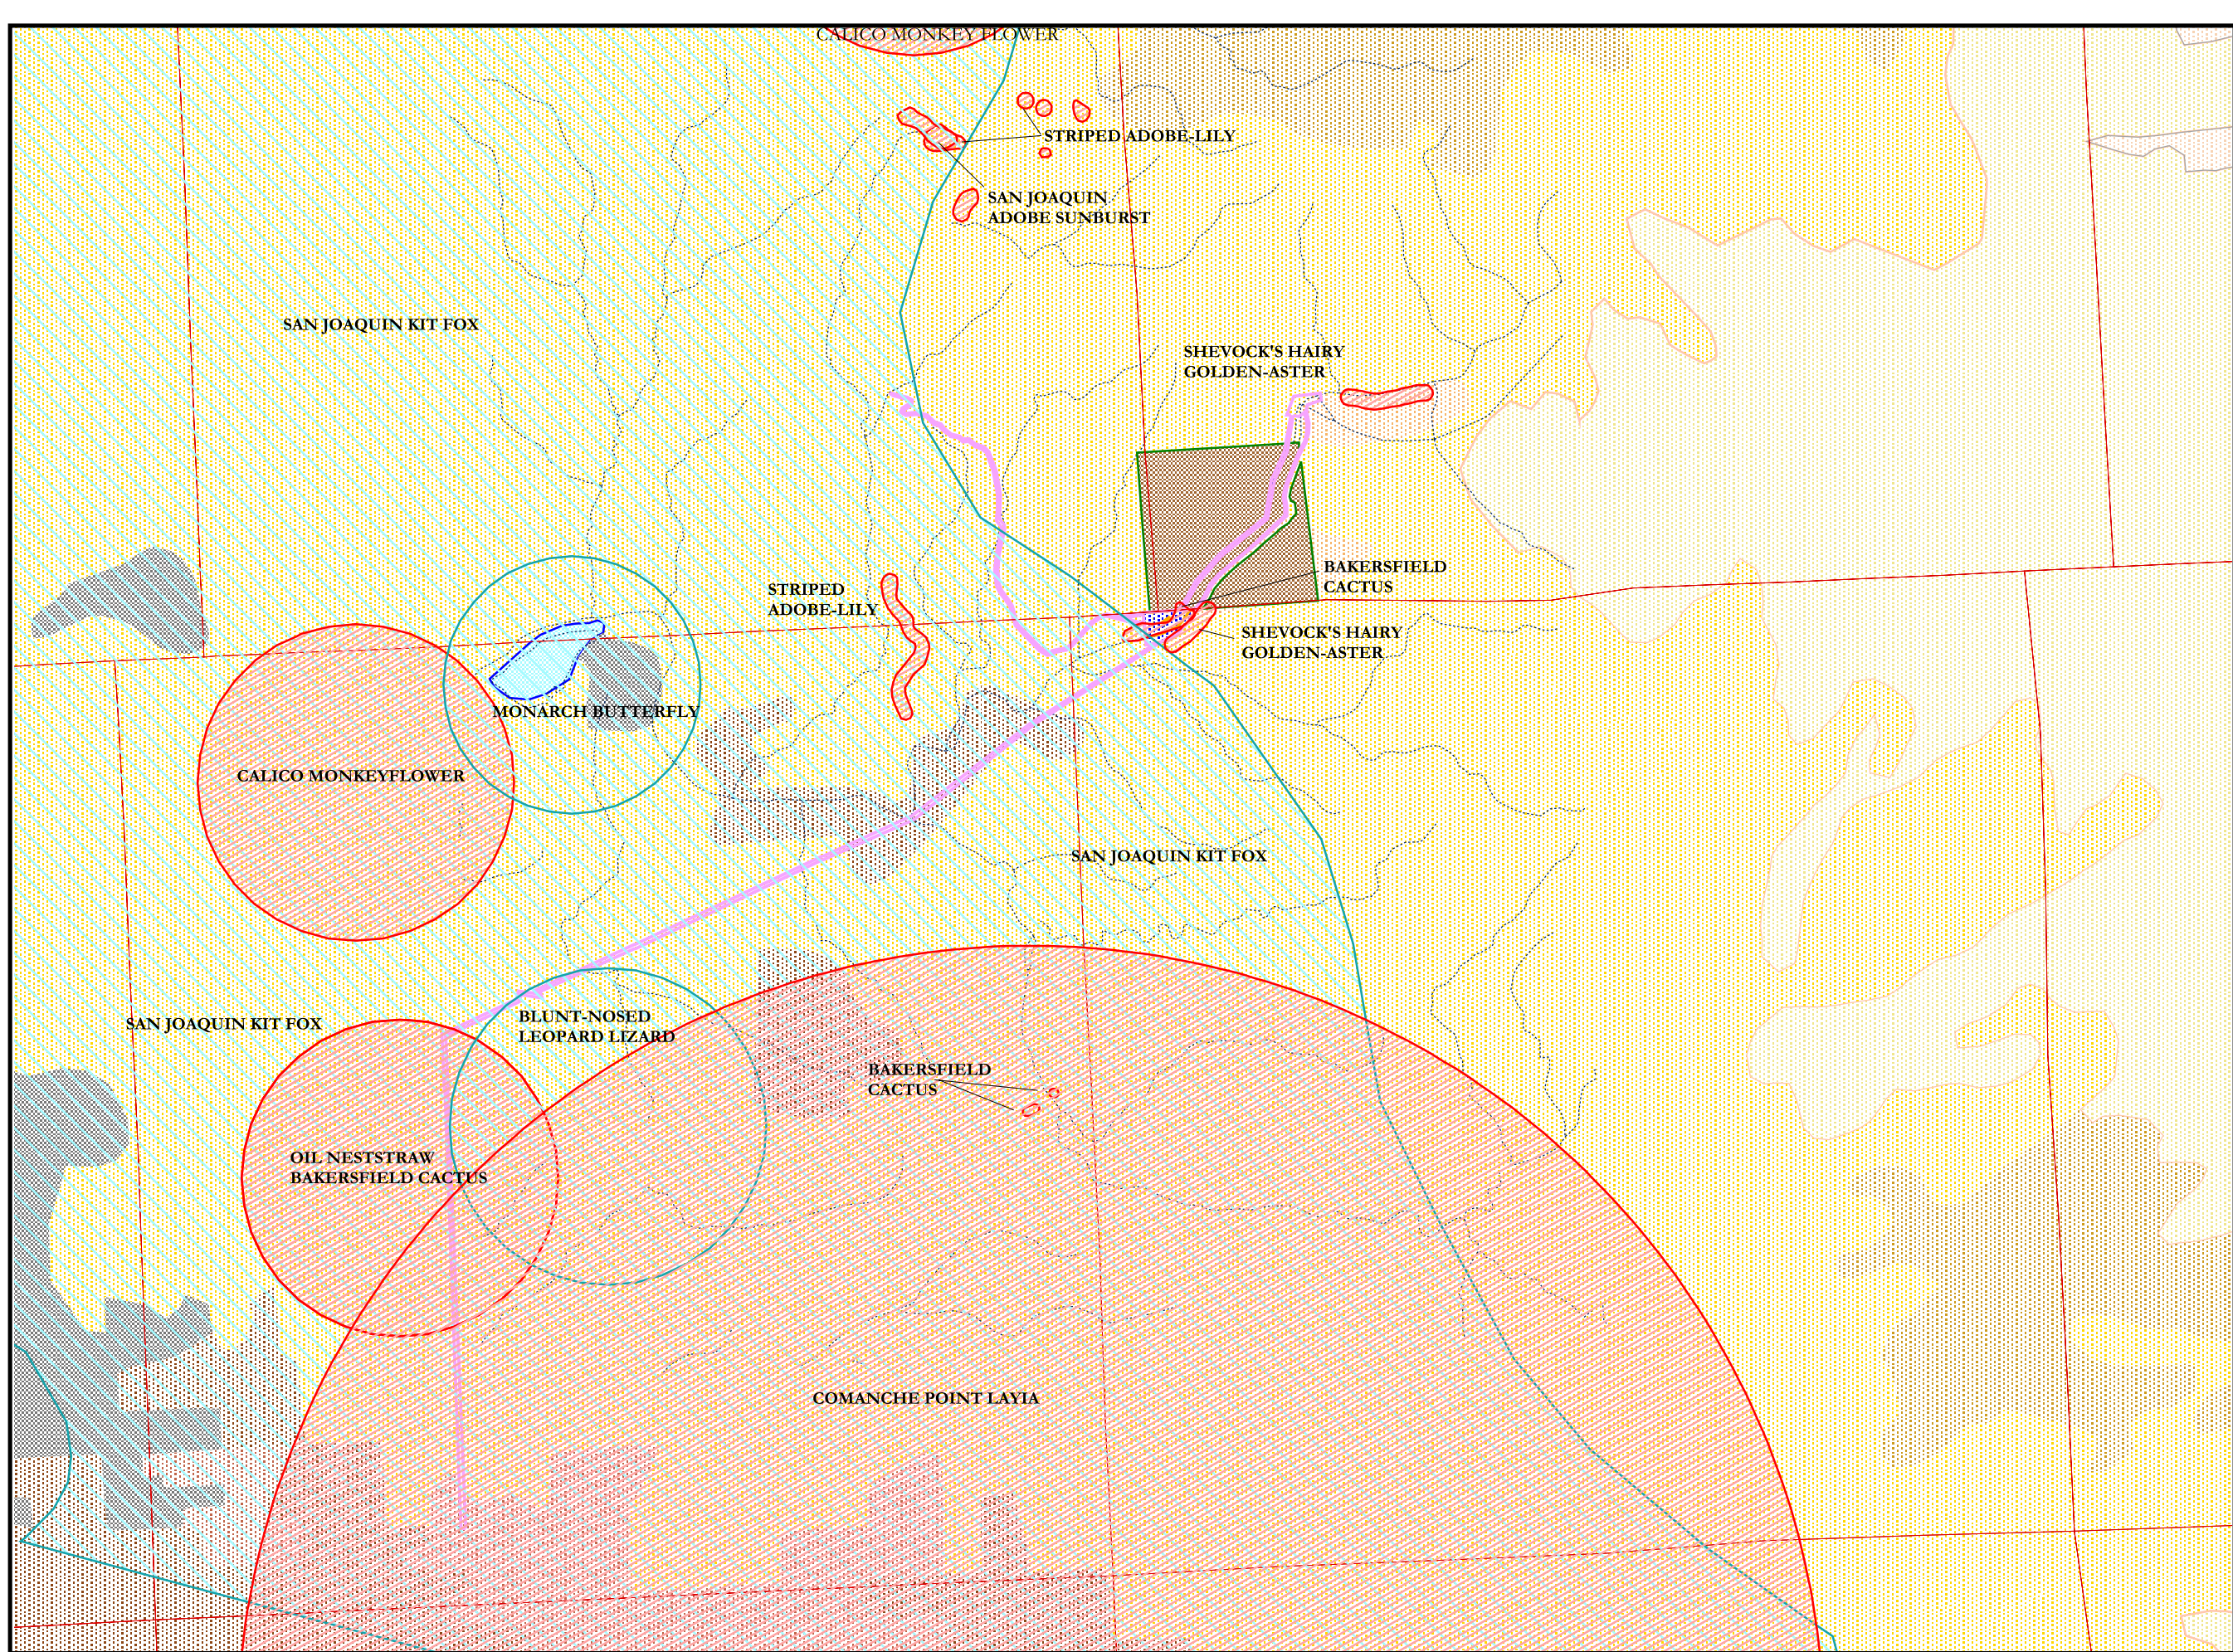 CALICO MONKEY FLOWER
STRIPED ADOBE-LILY
SAN JOAQUIN
ADOBE SUNBURST
SAN JOAQUIN KIT FOX
SHEVOCK'S HAIRY
GOLDEN-ASTER
BAKERSFIELD
CACTUS
STRIPED
ADOBE-LILY
SHEVOCK'S HAIRY
GOLDEN-ASTER
MONARCH BUTTERFLY
CALICO MONKEYFLOWER
SAN JOAQUIN KIT FOX
SAN JOAQUIN KIT FOX
BLUNT-NOSED
LEOPARD LIZARD
BAKERSFIELD
CACTUS
OIL NESTSTRAW
BAKERSFIELD CACTUS
COMANCHE POINT LAYIA